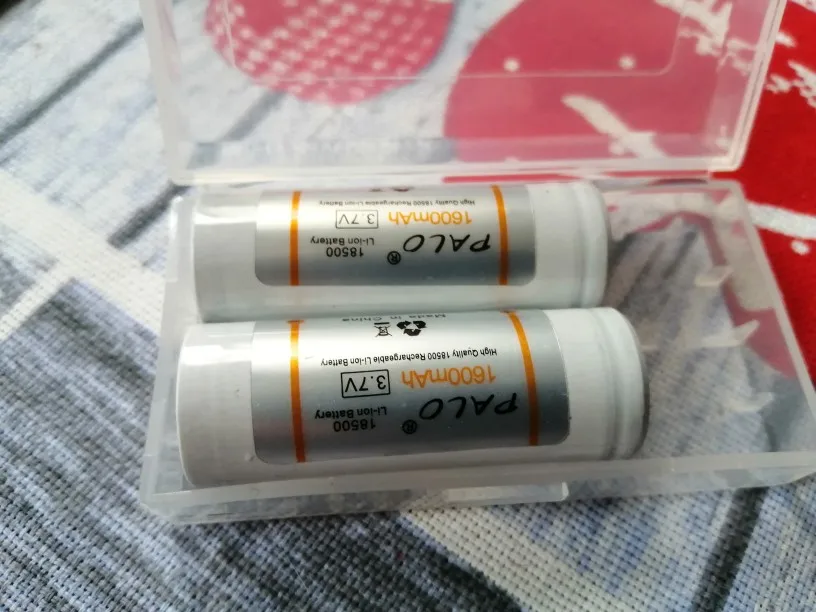 PALO ®
18500
Li-ion Battery
1600mAh 3.7V
High Quality 18500 Rechargeable Li-ion Battery
PALO ®
18500
Li-ion Battery
1600mAh 3.7V
High Quality 18500 Rechargeable Li-ion Battery
Made in China